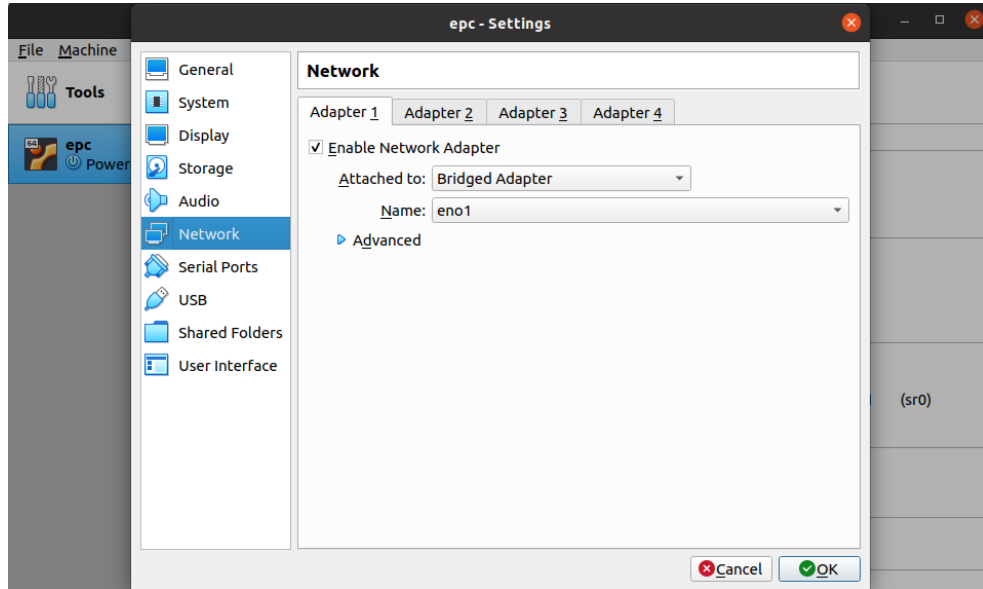 epc - Settings
File Machine
Tools
64
epc
Power
General
System
Display
Storage
Audio
Network
Serial Ports
USB
Shared Folders
User Interface
Network
Adapter 1 Adapter 2 Adapter 3 Adapter 4
Enable Network Adapter
Attached to: Bridged Adapter
Name: eno1
Advanced
(sr0)
Cancel OK